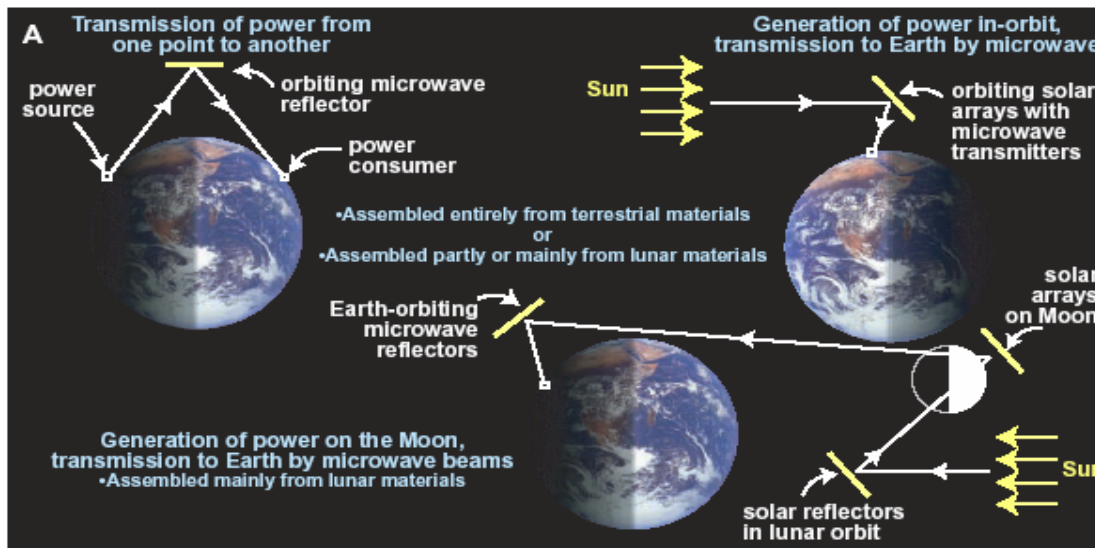 A
Transmission of power from
one point to another
orbiting microwave
reflector
power
source
power
consumer
Generation of power in-orbit,
transmission to Earth by microwave
Sun
orbiting solar
arrays with
microwave
transmitters
•Assembled entirely from terrestrial materials
or
•Assembled partly or mainly from lunar materials
Earth-orbiting
microwave
reflectors
solar
arrays
on Moon
Generation of power on the Moon,
transmission to Earth by microwave beams
•Assembled mainly from lunar materials
Sun
solar reflectors
in lunar orbit